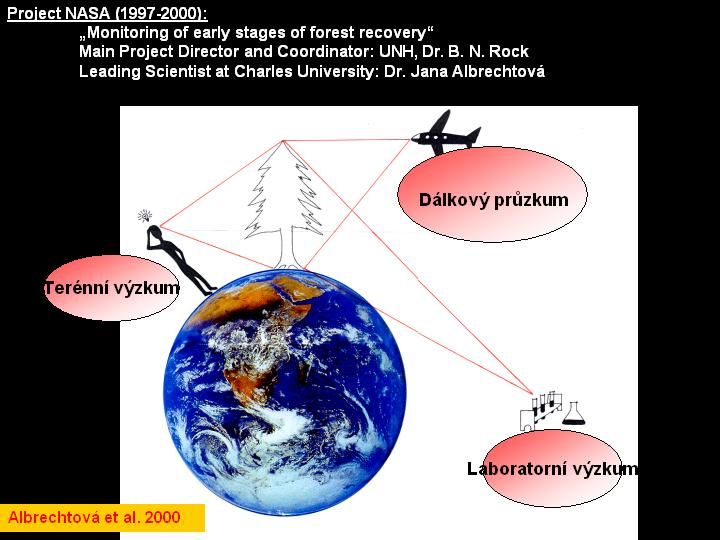 Project NASA (1997-2000):
„Monitoring of early stages of forest recovery“
Main Project Director and Coordinator: UNH, Dr. B. N. Rock
Leading Scientist at Charles University: Dr. Jana Albrechtová
Dálkový průzkum
Terénní výzkum
Laboratorní výzkum
Albrechtová et al. 2000